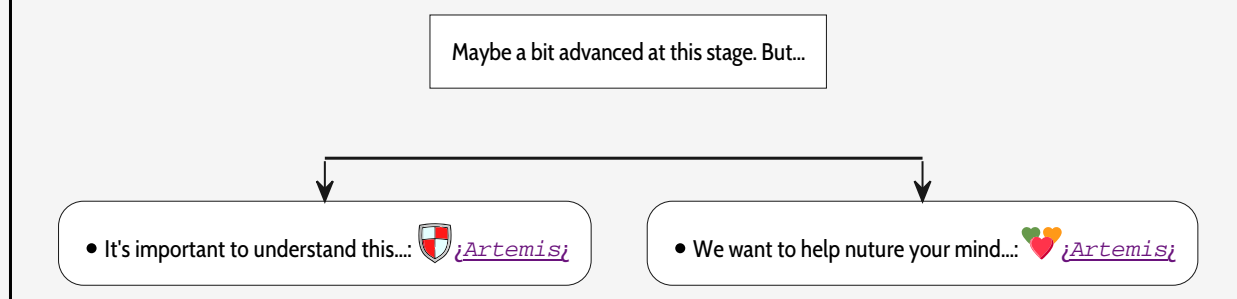 Maybe a bit advanced at this stage. But...
• It's important to understand this...: ¿Artemis¿
• We want to help nuture your mind...: ¿Artemis¿